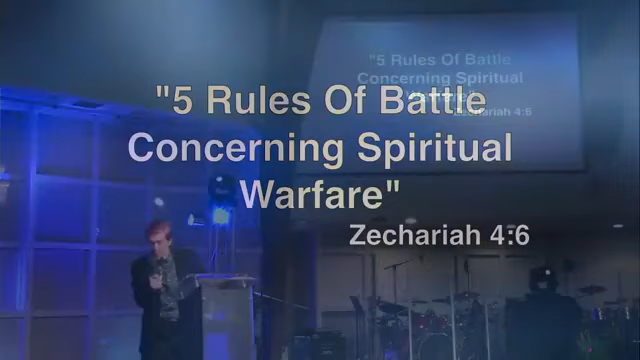 "5 Rules Of Battle
Concerning Spiritual
Warfare"
Zechariah 4:6
"5 Rules Of Battle
Concerning Spiritual
Warfare"
Zechariah 4:6